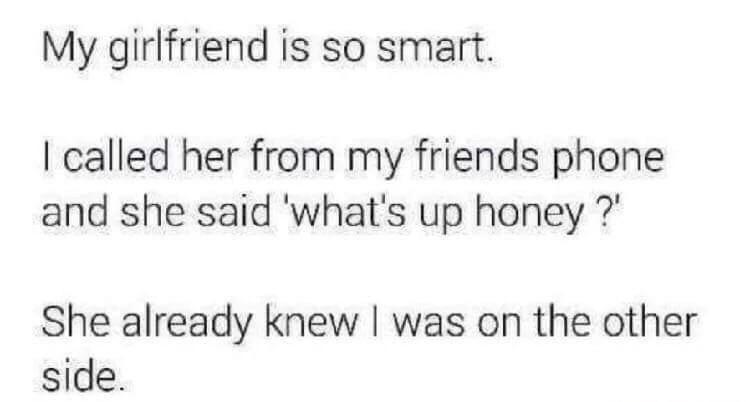 My girlfriend is so smart.
I called her from my friends phone
and she said 'what's up honey ?'
She already knew I was on the other
side.